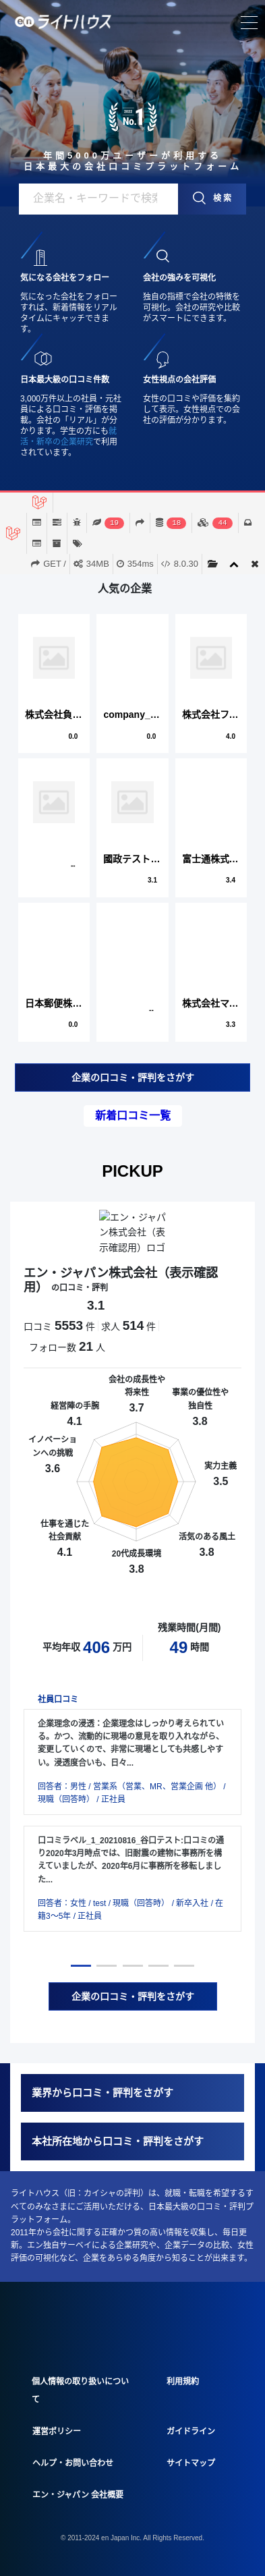 en ライトハウス
2023
No.1
年間5000万ユーザーが利用する
日本最大の会社口コミプラットフォーム
企業名・キーワードで検索
検索
気になる会社をフォロー
気になった会社をフォロー
すれば、新着情報をリアル
タイムにキャッチできま
す。
会社の強みを可視化
独自の指標で会社の特徴を
可視化。会社の研究や比較
がスマートにできます。
日本最大級の口コミ件数
3,000万件以上の社員・元社
員による口コミ・評価を掲
載。会社の「リアル」が分
かります。学生の方にも就
活・新卒の企業研究で利用
されています。
女性視点の会社評価
女性の口コミや評価を集約
して表示。女性視点での会
社の評価が分かります。
19
18
44
GET /
34MB
354ms
8.0.30
人気の企業
株式会社負…
0.0
company_…
0.0
株式会社フ…
4.0
--
國政テスト…
3.1
富士通株式…
3.4
日本郵便株…
0.0
--
株式会社マ…
3.3
企業の口コミ・評判をさがす
新着口コミ一覧
PICKUP
エン・ジャパン
株式会社（表
示確認用）ロゴ
エン・ジャパン株式会社（表示確認
用） の口コミ・評判
3.1
口コミ 5553 件 求人 514 件
フォロー数 21 人
会社の成長性や
将来性
3.7
事業の優位性や
独自性
3.8
実力主義
3.5
活気のある風土
3.8
20代成長環境
3.8
仕事を通じた
社会貢献
4.1
イノベーショ
ンへの挑戦
3.6
経営陣の手腕
4.1
平均年収 406 万円
残業時間(月間)
49 時間
社員口コミ
企業理念の浸透：企業理念はしっかり考えられてい
る。かつ、流動的に現場の意見を取り入れながら、
変更していくので、非常に現場としても共感しやす
い。浸透度合いも、日々...
回答者：男性 / 営業系（営業、MR、営業企画 他） /
現職（回答時） / 正社員
口コミラベル_1_20210816_谷口テスト:口コミの通
り2020年3月時点では、旧耐震の建物に事務所を構
えていましたが、2020年6月に事務所を移転しまし
た...
回答者：女性 / test / 現職（回答時） / 新卒入社 / 在
籍3～5年 / 正社員
企業の口コミ・評判をさがす
業界から口コミ・評判をさがす
本社所在地から口コミ・評判をさがす
ライトハウス（旧：カイシャの評判）は、就職・転職を希望するす
べてのみなさまにご活用いただける、日本最大級の口コミ・評判プ
ラットフォーム。
2011年から会社に関する正確かつ質の高い情報を収集し、毎日更
新。エン独自サーベイによる企業研究や、企業データの比較、女性
評価の可視化など、企業をあらゆる角度から知ることが出来ます。
個人情報の取り扱いについ
て
利用規約
運営ポリシー
ガイドライン
ヘルプ・お問い合わせ
サイトマップ
エン・ジャパン 会社概要
© 2011-2024 en Japan Inc. All Rights Reserved.